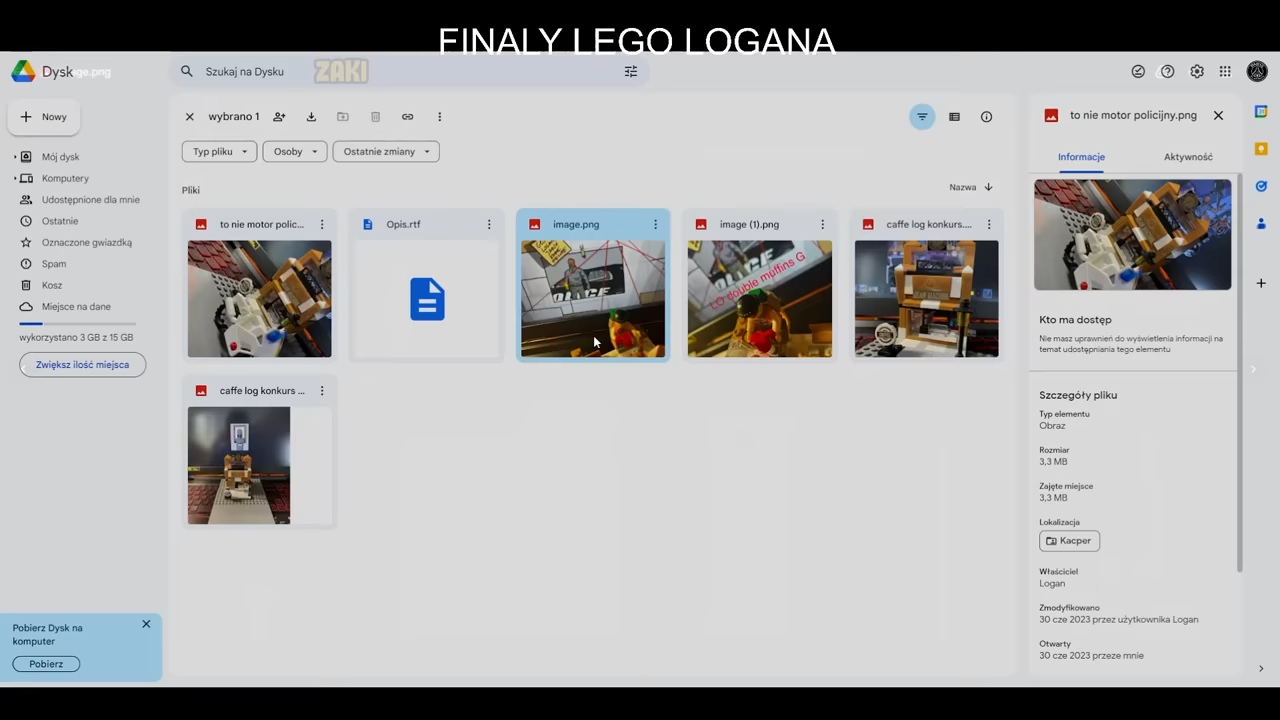 FINALY LEGO LOGANA
Dysk
ge.png
Szukaj na Dysku
ZAKI
Nowy
wybrano 1
to nie motor policijny.png
Typ pliku
Osoby
Ostatnie zmiany
Informacje
Aktywność
Mój dysk
Komputery
Udostępnione dla mnie
Ostatnie
Oznaczone gwiazdką
Spam
Kosz
Miejsce na dane
wykorzystano 3 GB z 15 GB
Zwiększ ilość miejsca
Pliki
Nazwa
to nie motor polic...
Opis.rtf
image.png
image (1).png
caffe log konkurs....
POLICE
POLICE
LO double muffins G
caffe log konkurs ...
Kto ma dostęp
Nie masz uprawnień do wyświetlenia informacji na
temat udostępniania tego elementu
Szczegóły pliku
Typ elementu
Obraz
Rozmiar
3,3 MB
Zajęte miejsce
3,3 MB
Lokalizacja
Kacper
Właściciel
Logan
Zmodyfikowano
30 cze 2023 przez użytkownika Logan
Otwarty
30 cze 2023 przeze mnie
Pobierz Dysk na
komputer
Pobierz